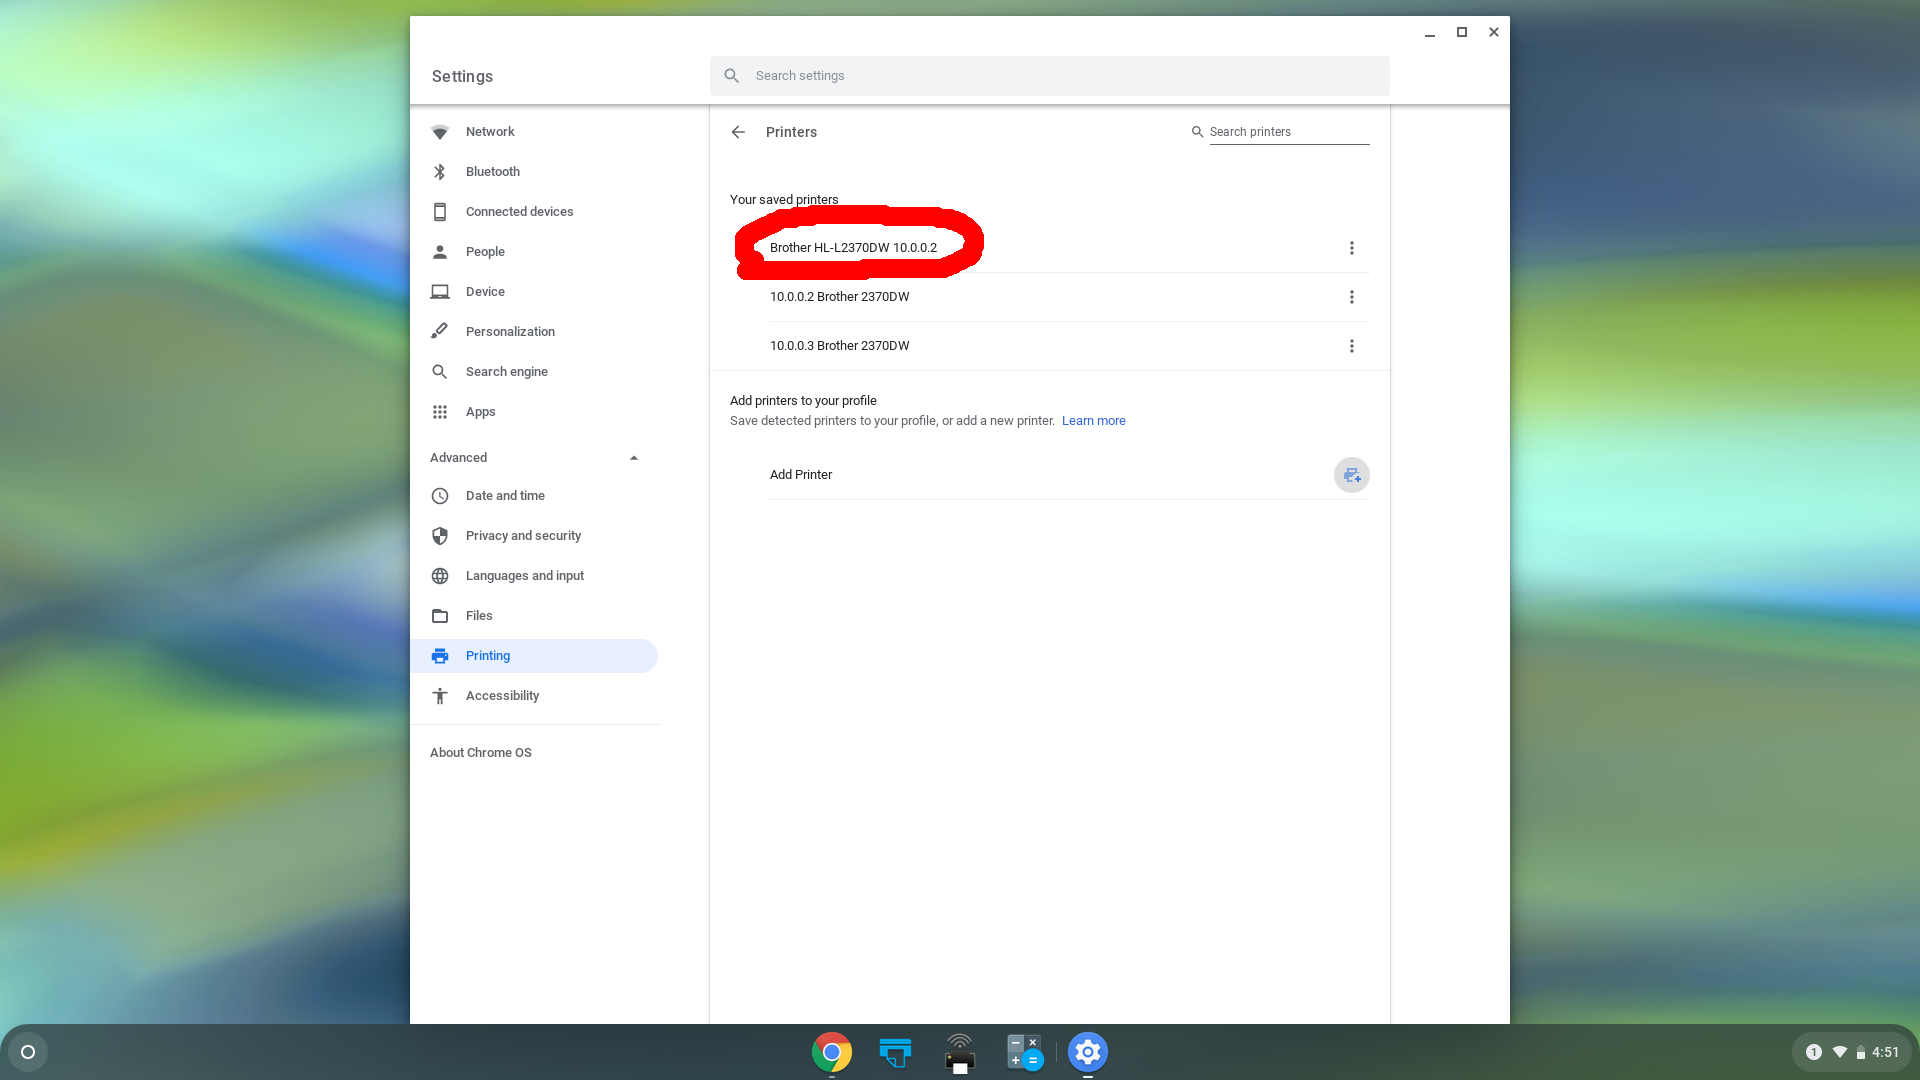 Settings
Search settings
Network
Bluetooth
Connected devices
People
Device
Personalization
Search engine
Apps
Advanced
Date and time
Privacy and security
Languages and input
Files
Printing
Accessibility
About Chrome OS
Printers
Search printers
Your saved printers
Brother HL-L2370DW 10.0.0.2
10.0.0.2 Brother 2370DW
10.0.0.3 Brother 2370DW
Add printers to your profile
Save detected printers to your profile, or add a new printer. Learn more
Add Printer
1 4:51